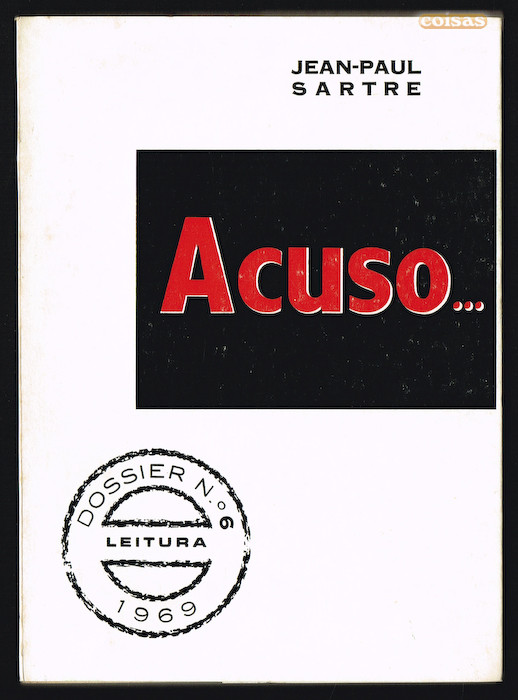 coisas
JEAN-PAUL
SARTRE
Acuso...
DOSSIER N.º 6
LEITURA
1969